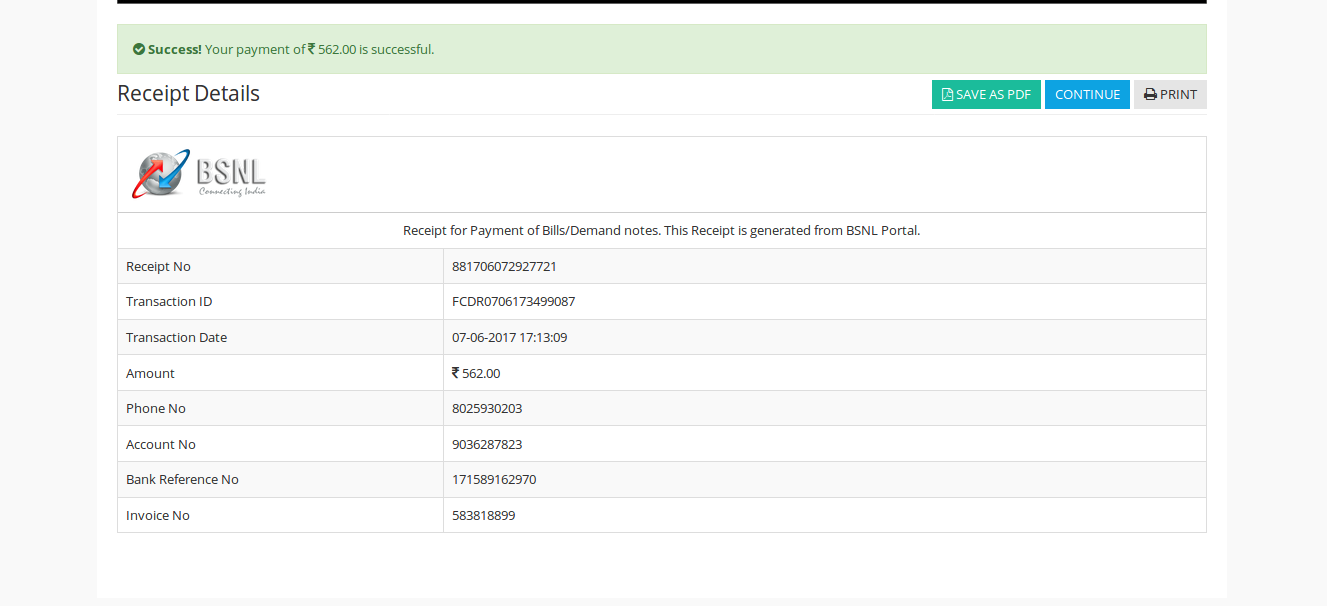 Success! Your payment of ₹ 562.00 is successful.
Receipt Details
SAVE AS PDF CONTINUE PRINT
BSNL
Connecting India
Receipt for Payment of Bills/Demand notes. This Receipt is generated from BSNL Portal.
Receipt No 881706072927721
Transaction ID FCDR0706173499087
Transaction Date 07-06-2017 17:13:09
Amount ₹ 562.00
Phone No 8025930203
Account No 9036287823
Bank Reference No 171589162970
Invoice No 583818899